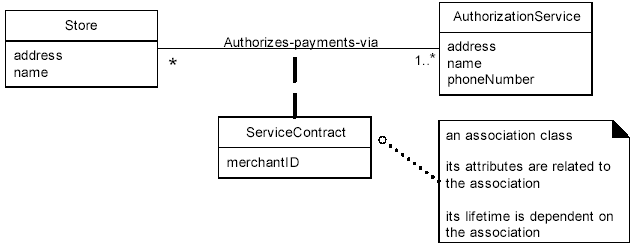 Store
address
name
Authorizes-payments-via
*
1..*
AuthorizationService
address
name
phoneNumber
ServiceContract
merchantID
an association class
its attributes are related to
the association
its lifetime is dependent on
the association